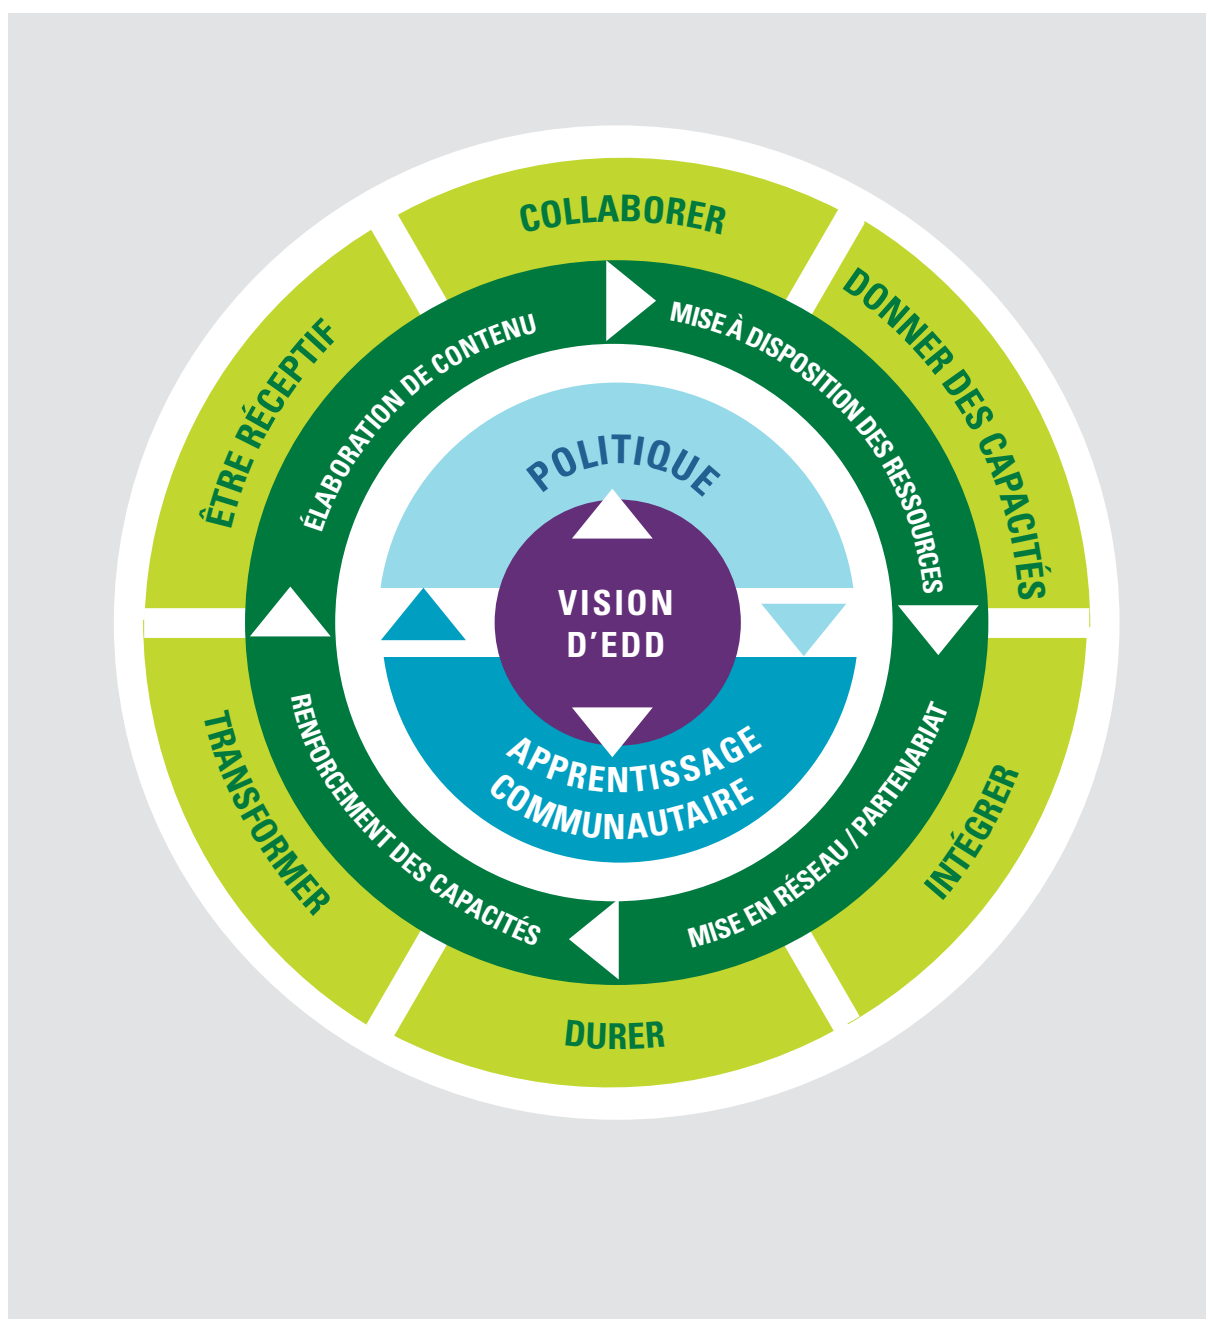 COLLABORER
DONNER DES CAPACITÉS
INTÉGRER
DURER
TRANSFORMER
ÊTRE RÉCEPTIF
ÉLABORATION DE CONTENU
MISE À DISPOSITION DES RESSOURCES
MISE EN RÉSEAU / PARTENARIAT
RENFORCEMENT DES CAPACITÉS
POLITIQUE
VISION
D’EDD
APPRENTISSAGE
COMMUNAUTAIRE